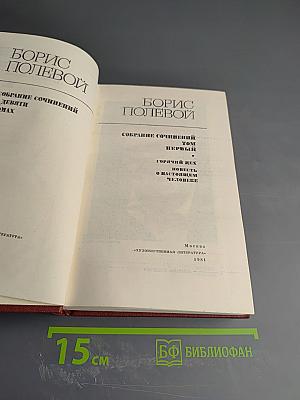 БОРИС
ПОЛЕВОЙ
СОБРАНИЕ СОЧИНЕНИЙ
ДЕВЯТИ
МАХ
БОРИС
ПОЛЕВОЙ
СОБРАНИЕ СОЧИНЕНИЙ
ТОМ
ПЕРВЫЙ
•
ГОРЯЧИЙ ЦЕХ
ПОВЕСТЬ
О НАСТОЯЩЕМ
ЧЕЛОВЕКЕ
Москва
«ХУДОЖЕСТВЕННАЯ ЛИТЕРАТУРА»
1981
15 см
БФ БИБЛИОФАН